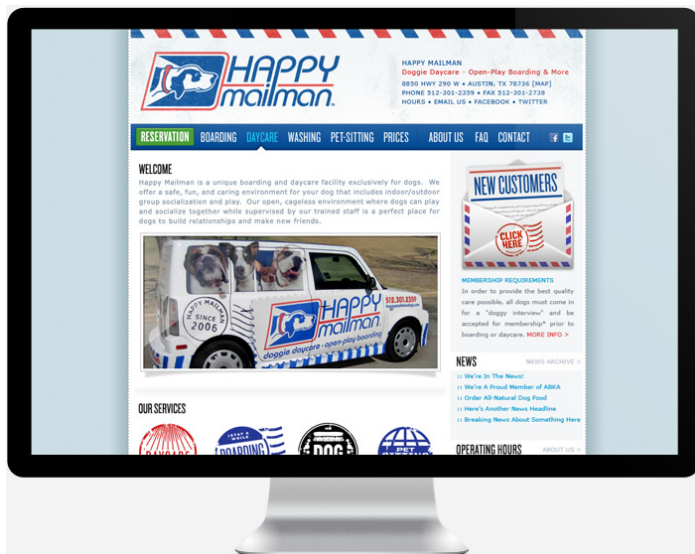 HAPPY
mailman
HAPPY MAILMAN
Doggie Daycare - Open-Play Boarding & More
8850 HWY 290 W • AUSTIN, TX 78736 [MAP]
PHONE 512-301-2359 • FAX 512-301-2738
HOURS • EMAIL US • FACEBOOK • TWITTER
RESERVATION BOARDING DAYCARE WASHING PET-SITTING PRICES ABOUT US FAQ CONTACT
WELCOME
Happy Mailman is a unique boarding and daycare facility exclusively for dogs. We
offer a safe, fun, and caring environment for your dog that includes indoor/outdoor
group socialization and play. Our open, cageless environment where dogs can play
and socialize together while supervised by our trained staff is a perfect place for
dogs to build relationships and make new friends.
HAPPY MAILMAN
SINCE
2006
512.301.2359
HAPPY
mailman
doggie daycare - open-play boarding
OUR SERVICES
DAYCARE
BOARDING
DOG
PET
NEW CUSTOMERS
CLICK
HERE
MEMBERSHIP REQUIREMENTS
In order to provide the best quality
care possible, all dogs must come in
for a "doggy interview" and be
accepted for membership* prior to
boarding or daycare. MORE INFO >
NEWS NEWS ARCHIVE >
:: We're In The News!
:: We're A Proud Member of ABKA
:: Order All-Natural Dog Food
:: Here's Another News Headline
:: Breaking News About Something Here
OPERATING HOURS ABOUT US >